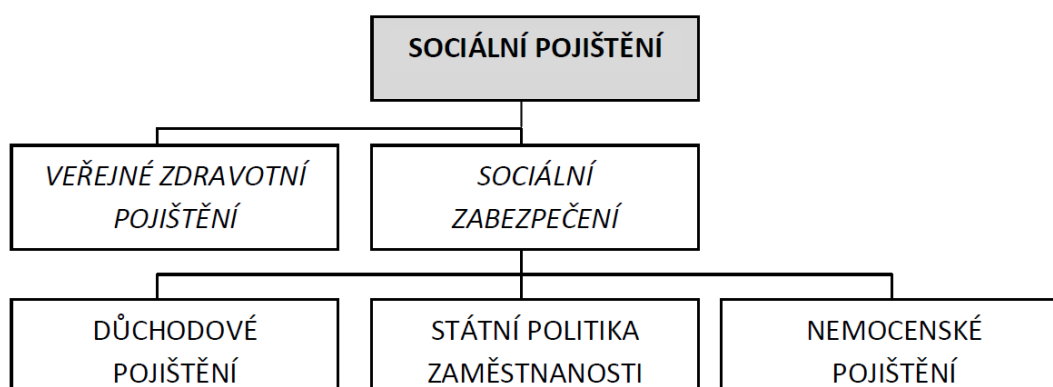 SOCIÁLNÍ POJIŠTĚNÍ
VEŘEJNÉ ZDRAVOTNÍ
POJIŠTĚNÍ
SOCIÁLNÍ
ZABEZPEČENÍ
DŮCHODOVÉ
POJIŠTĚNÍ
STÁTNÍ POLITIKA
ZAMĚSTNANOSTI
NEMOCENSKÉ
POJIŠTĚNÍ